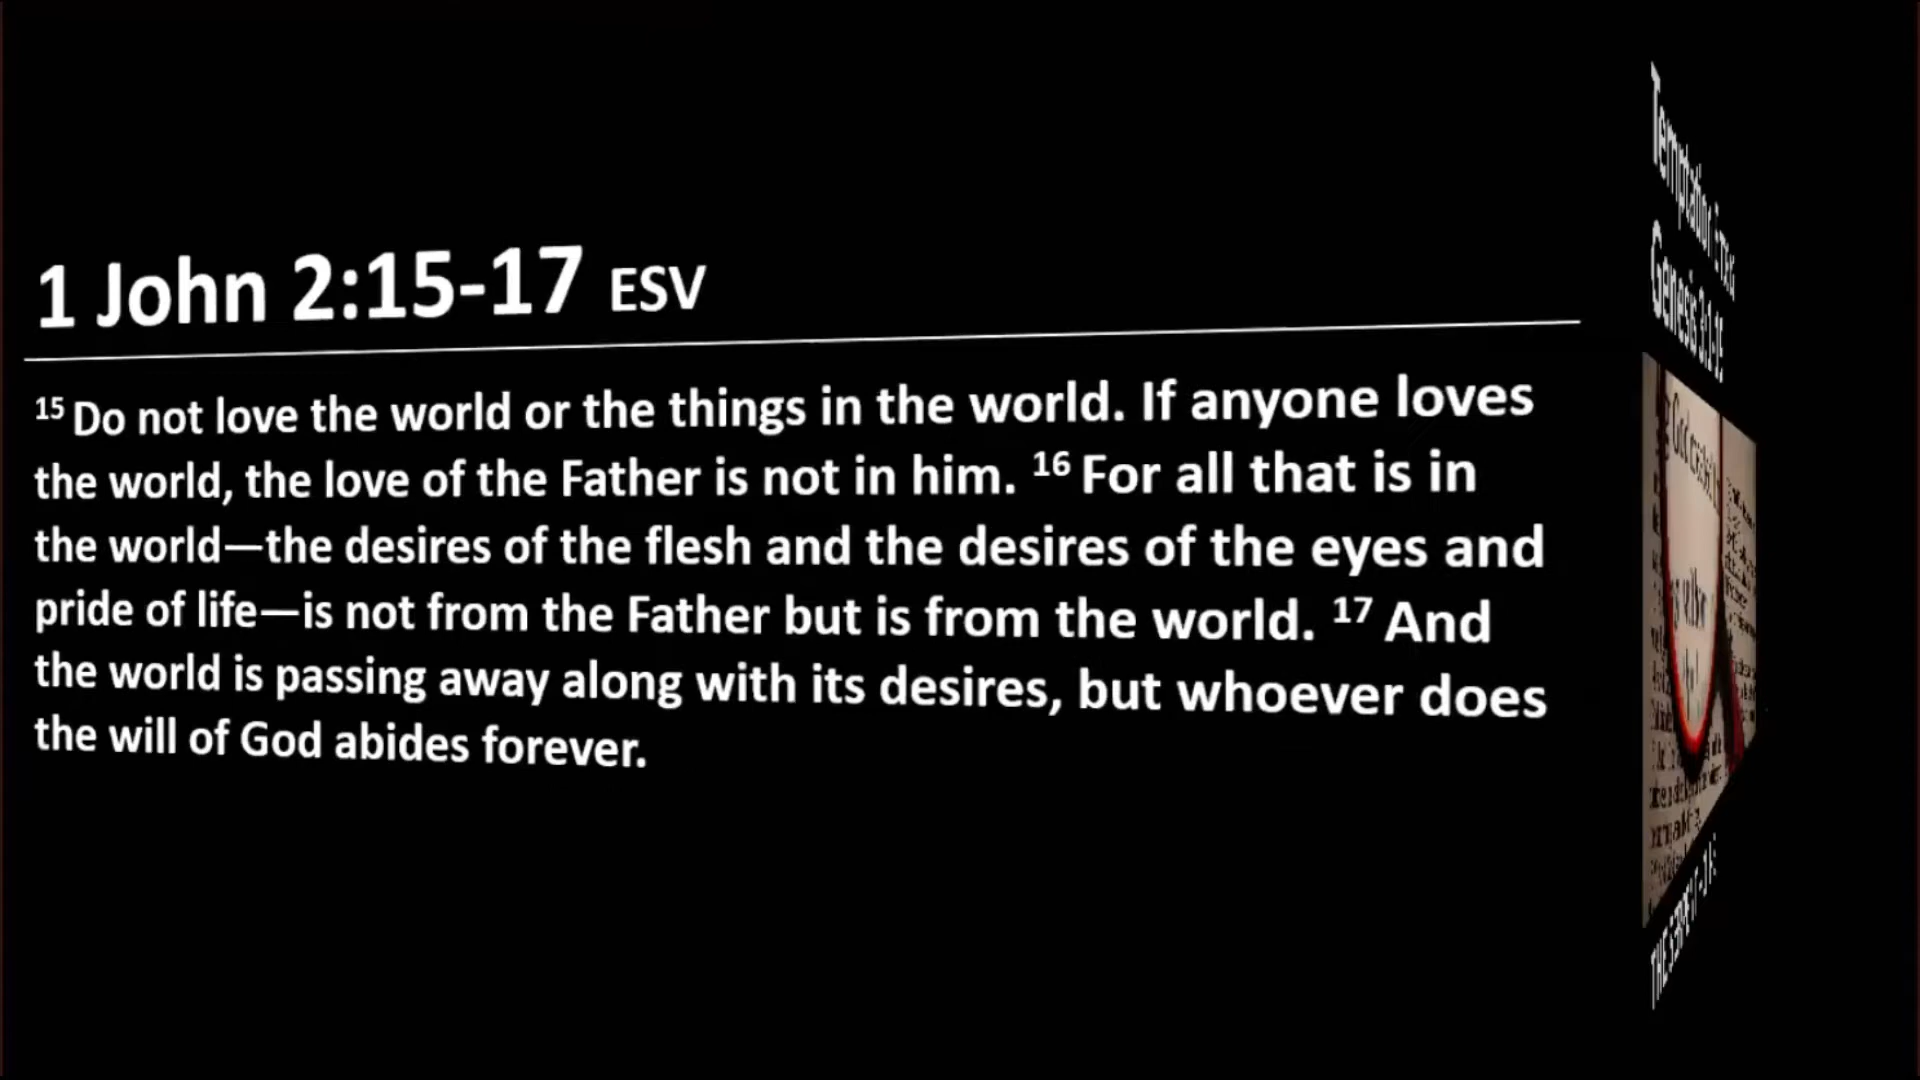 1 John 2:15-17 ESV
15 Do not love the world or the things in the world. If anyone loves
the world, the love of the Father is not in him. 16 For all that is in
the world—the desires of the flesh and the desires of the eyes and
pride of life—is not from the Father but is from the world. 17 And
the world is passing away along with its desires, but whoever does
the will of God abides forever.
Temptation
Genesis
THE